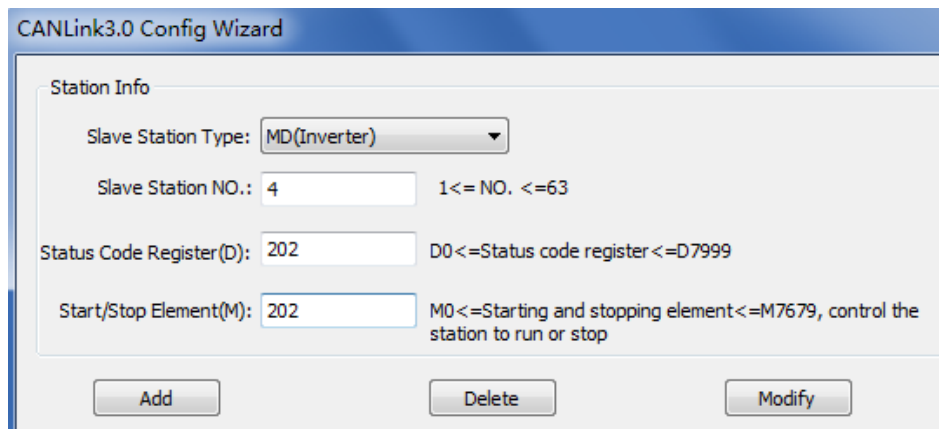 CANLink3.0 Config Wizard
Station Info
Slave Station Type: MD(Inverter)
Slave Station NO.: 4 1<= NO. <=63
Status Code Register(D): 202 D0<=Status code register<=D7999
Start/Stop Element(M): 202 M0<=Starting and stopping element<=M7679, control the
station to run or stop
Add Delete Modify